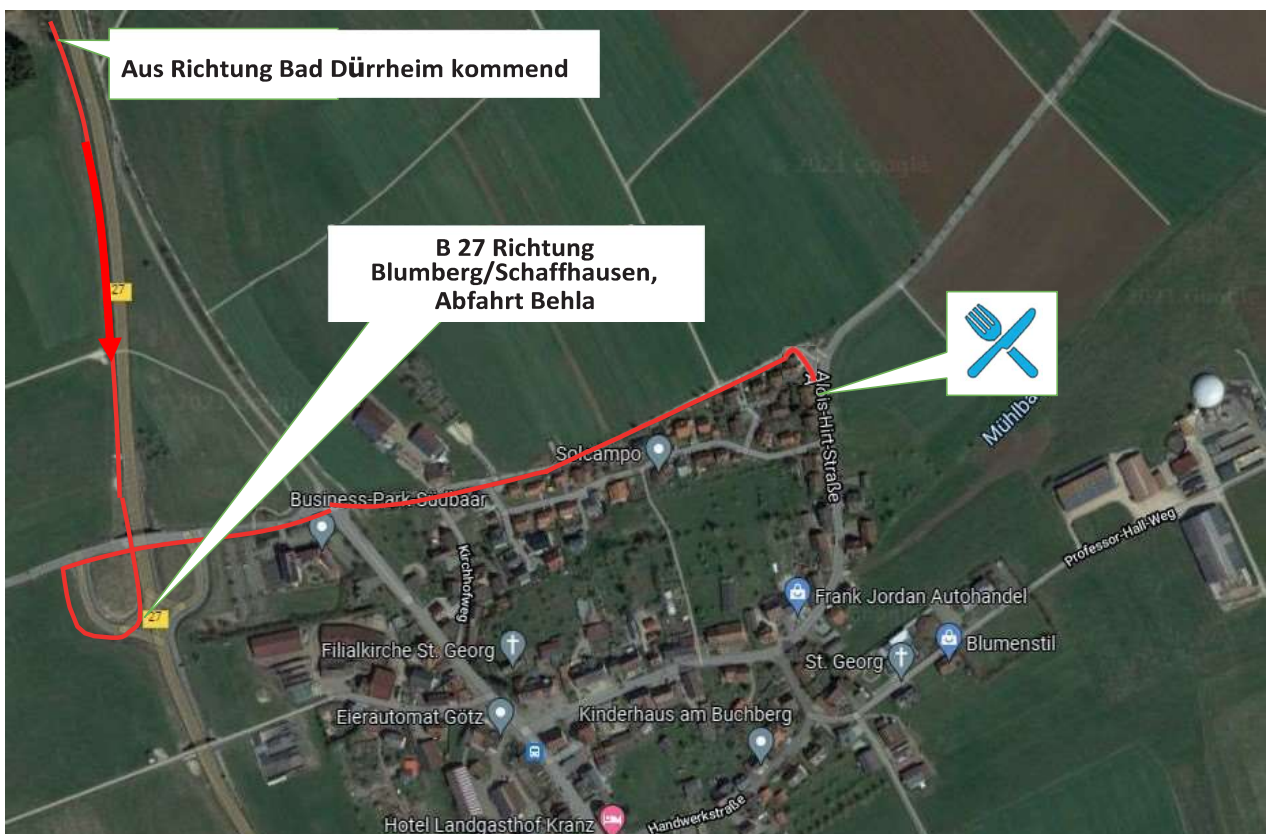 Aus Richtung Bad Dürrheim kommend
© 2021 Google
B 27 Richtung
Blumberg/Schaffhausen,
Abfahrt Behla
27
Alois-Hirt-Straße
Solcampo
Business-Park Südbaar
Professor-Hall-Weg
Kirchhofweg
27
Frank Jordan Autohandel
Filialkirche St. Georg
St. Georg
Blumenstil
Eierautomat Götz
Kinderhaus am Buchberg
Handwerkstraße
Hotel Landgasthof Kranz